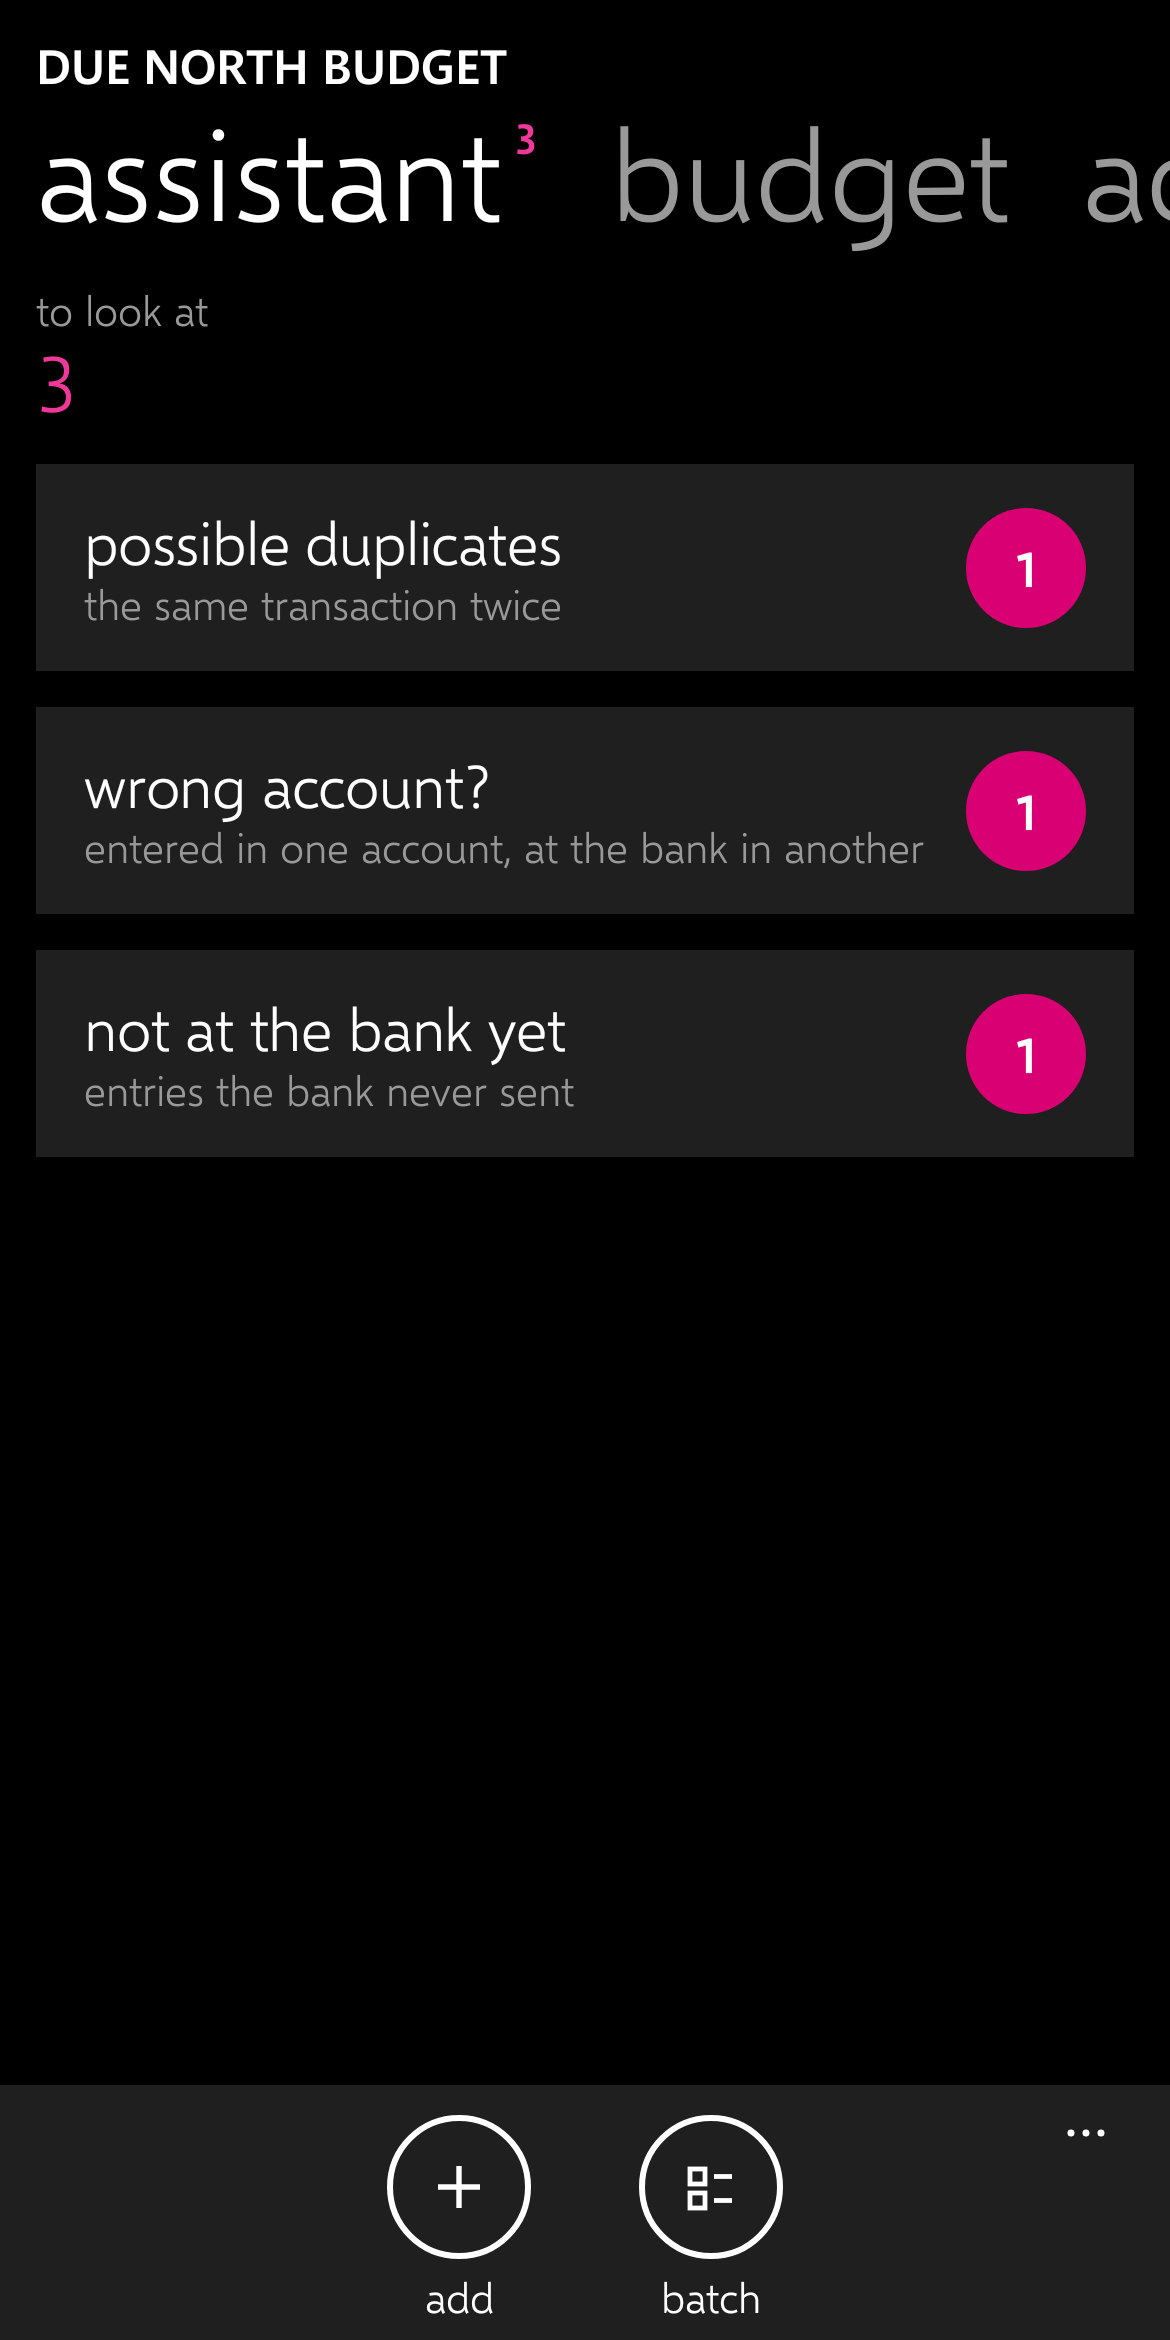 DUE NORTH BUDGET
assistant 3 budget
to look at
3
possible duplicates
the same transaction twice
1
wrong account?
entered in one account, at the bank in another
1
not at the bank yet
entries the bank never sent
1
add
batch